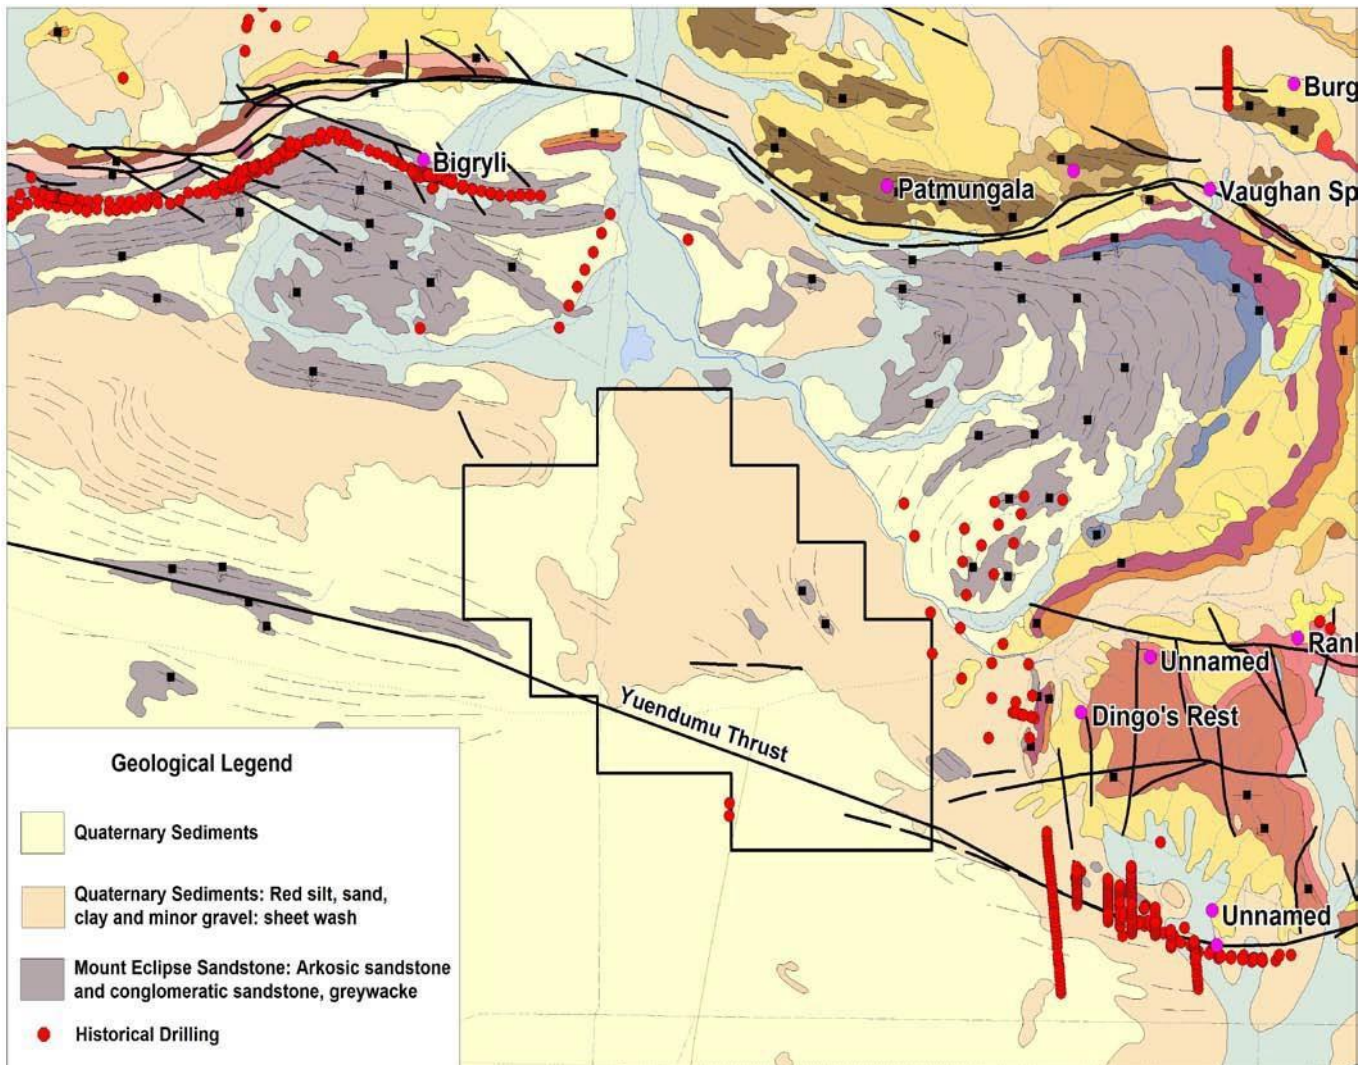 Burg
Bigryli
Patmungala
Vaughan Sp
Unnamed
Ranl
Dingo's Rest
Yuendumu Thrust
Unnamed
Geological Legend
Quaternary Sediments
Quaternary Sediments: Red silt, sand,
clay and minor gravel: sheet wash
Mount Eclipse Sandstone: Arkosic sandstone
and conglomeratic sandstone, greywacke
Historical Drilling